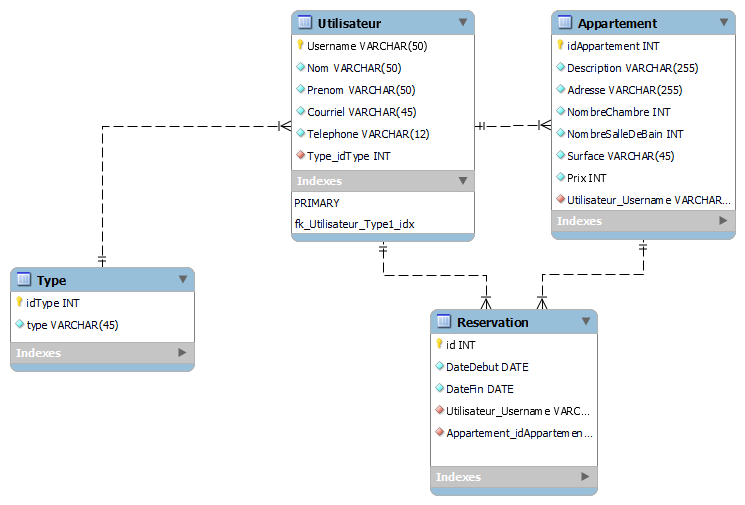 Utilisateur
Username VARCHAR(50)
Nom VARCHAR(50)
Prenom VARCHAR(50)
Courriel VARCHAR(45)
Telephone VARCHAR(12)
Type_idType INT
Indexes
PRIMARY
fk_Utilisateur_Type1_idx
Appartement
idAppartement INT
Description VARCHAR(255)
Adresse VARCHAR(255)
NombreChambre INT
NombreSalleDeBain INT
Surface VARCHAR(45)
Prix INT
Utilisateur_Username VARCHAR...
Indexes
Type
idType INT
type VARCHAR(45)
Indexes
Reservation
id INT
DateDebut DATE
DateFin DATE
Utilisateur_Username VARC...
Appartement_idAppartemen...
Indexes